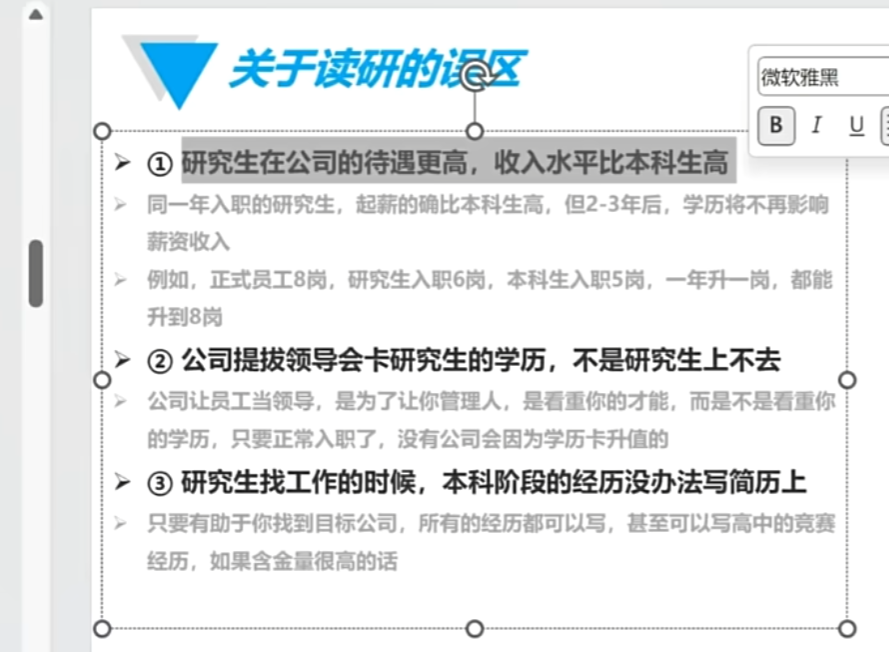 关于读研的误区
微软雅黑
B I U
① 研究生在公司的待遇更高，收入水平比本科生高
同一年入职的研究生，起薪的确比本科生高，但2-3年后，学历将不再影响
薪资收入
例如，正式员工8岗，研究生入职6岗，本科生入职5岗，一年升一岗，都能
升到8岗
② 公司提拔领导会卡研究生的学历，不是研究生上不去
公司让员工当领导，是为了让你管理人，是看重你的才能，而是不是看重你
的学历，只要正常入职了，没有公司会因为学历卡升值的
③ 研究生找工作的时候，本科阶段的经历没办法写简历上
只要有助于你找到目标公司，所有的经历都可以写，甚至可以写高中的竞赛
经历，如果含金量很高的话